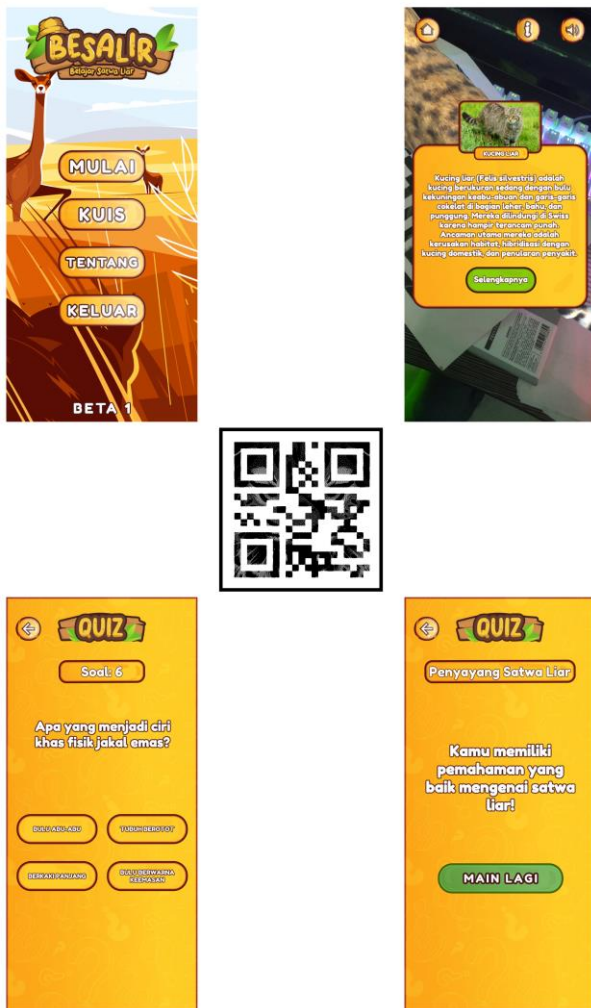 BESALIR
Belajar Satwa Liar
MULAI
KUIS
TENTANG
KELUAR
BETA 1
i
KUCING LIAR
Kucing liar (Felis silvestris) adalah
kucing berukuran sedang dengan bulu
kekuningan keabu-abuan dan garis-garis
cokelat di bagian leher, bahu, dan
punggung. Mereka dilindungi di Swiss
karena hampir terancam punah.
Ancaman utama mereka adalah
kerusakan habitat, hibridisasi dengan
kucing domestik, dan penularan penyakit.
Selengkapnya
QUIZ
Soal: 6
Apa yang menjadi ciri
khas fisik jakal emas?
BULU ABU-ABU
TUBUH BEROTOT
BERKAKI PANJANG
BULU BERWARNA
KEEMASAN
QUIZ
Penyayang Satwa Liar
Kamu memiliki
pemahaman yang
baik mengenai satwa
liar!
MAIN LAGI